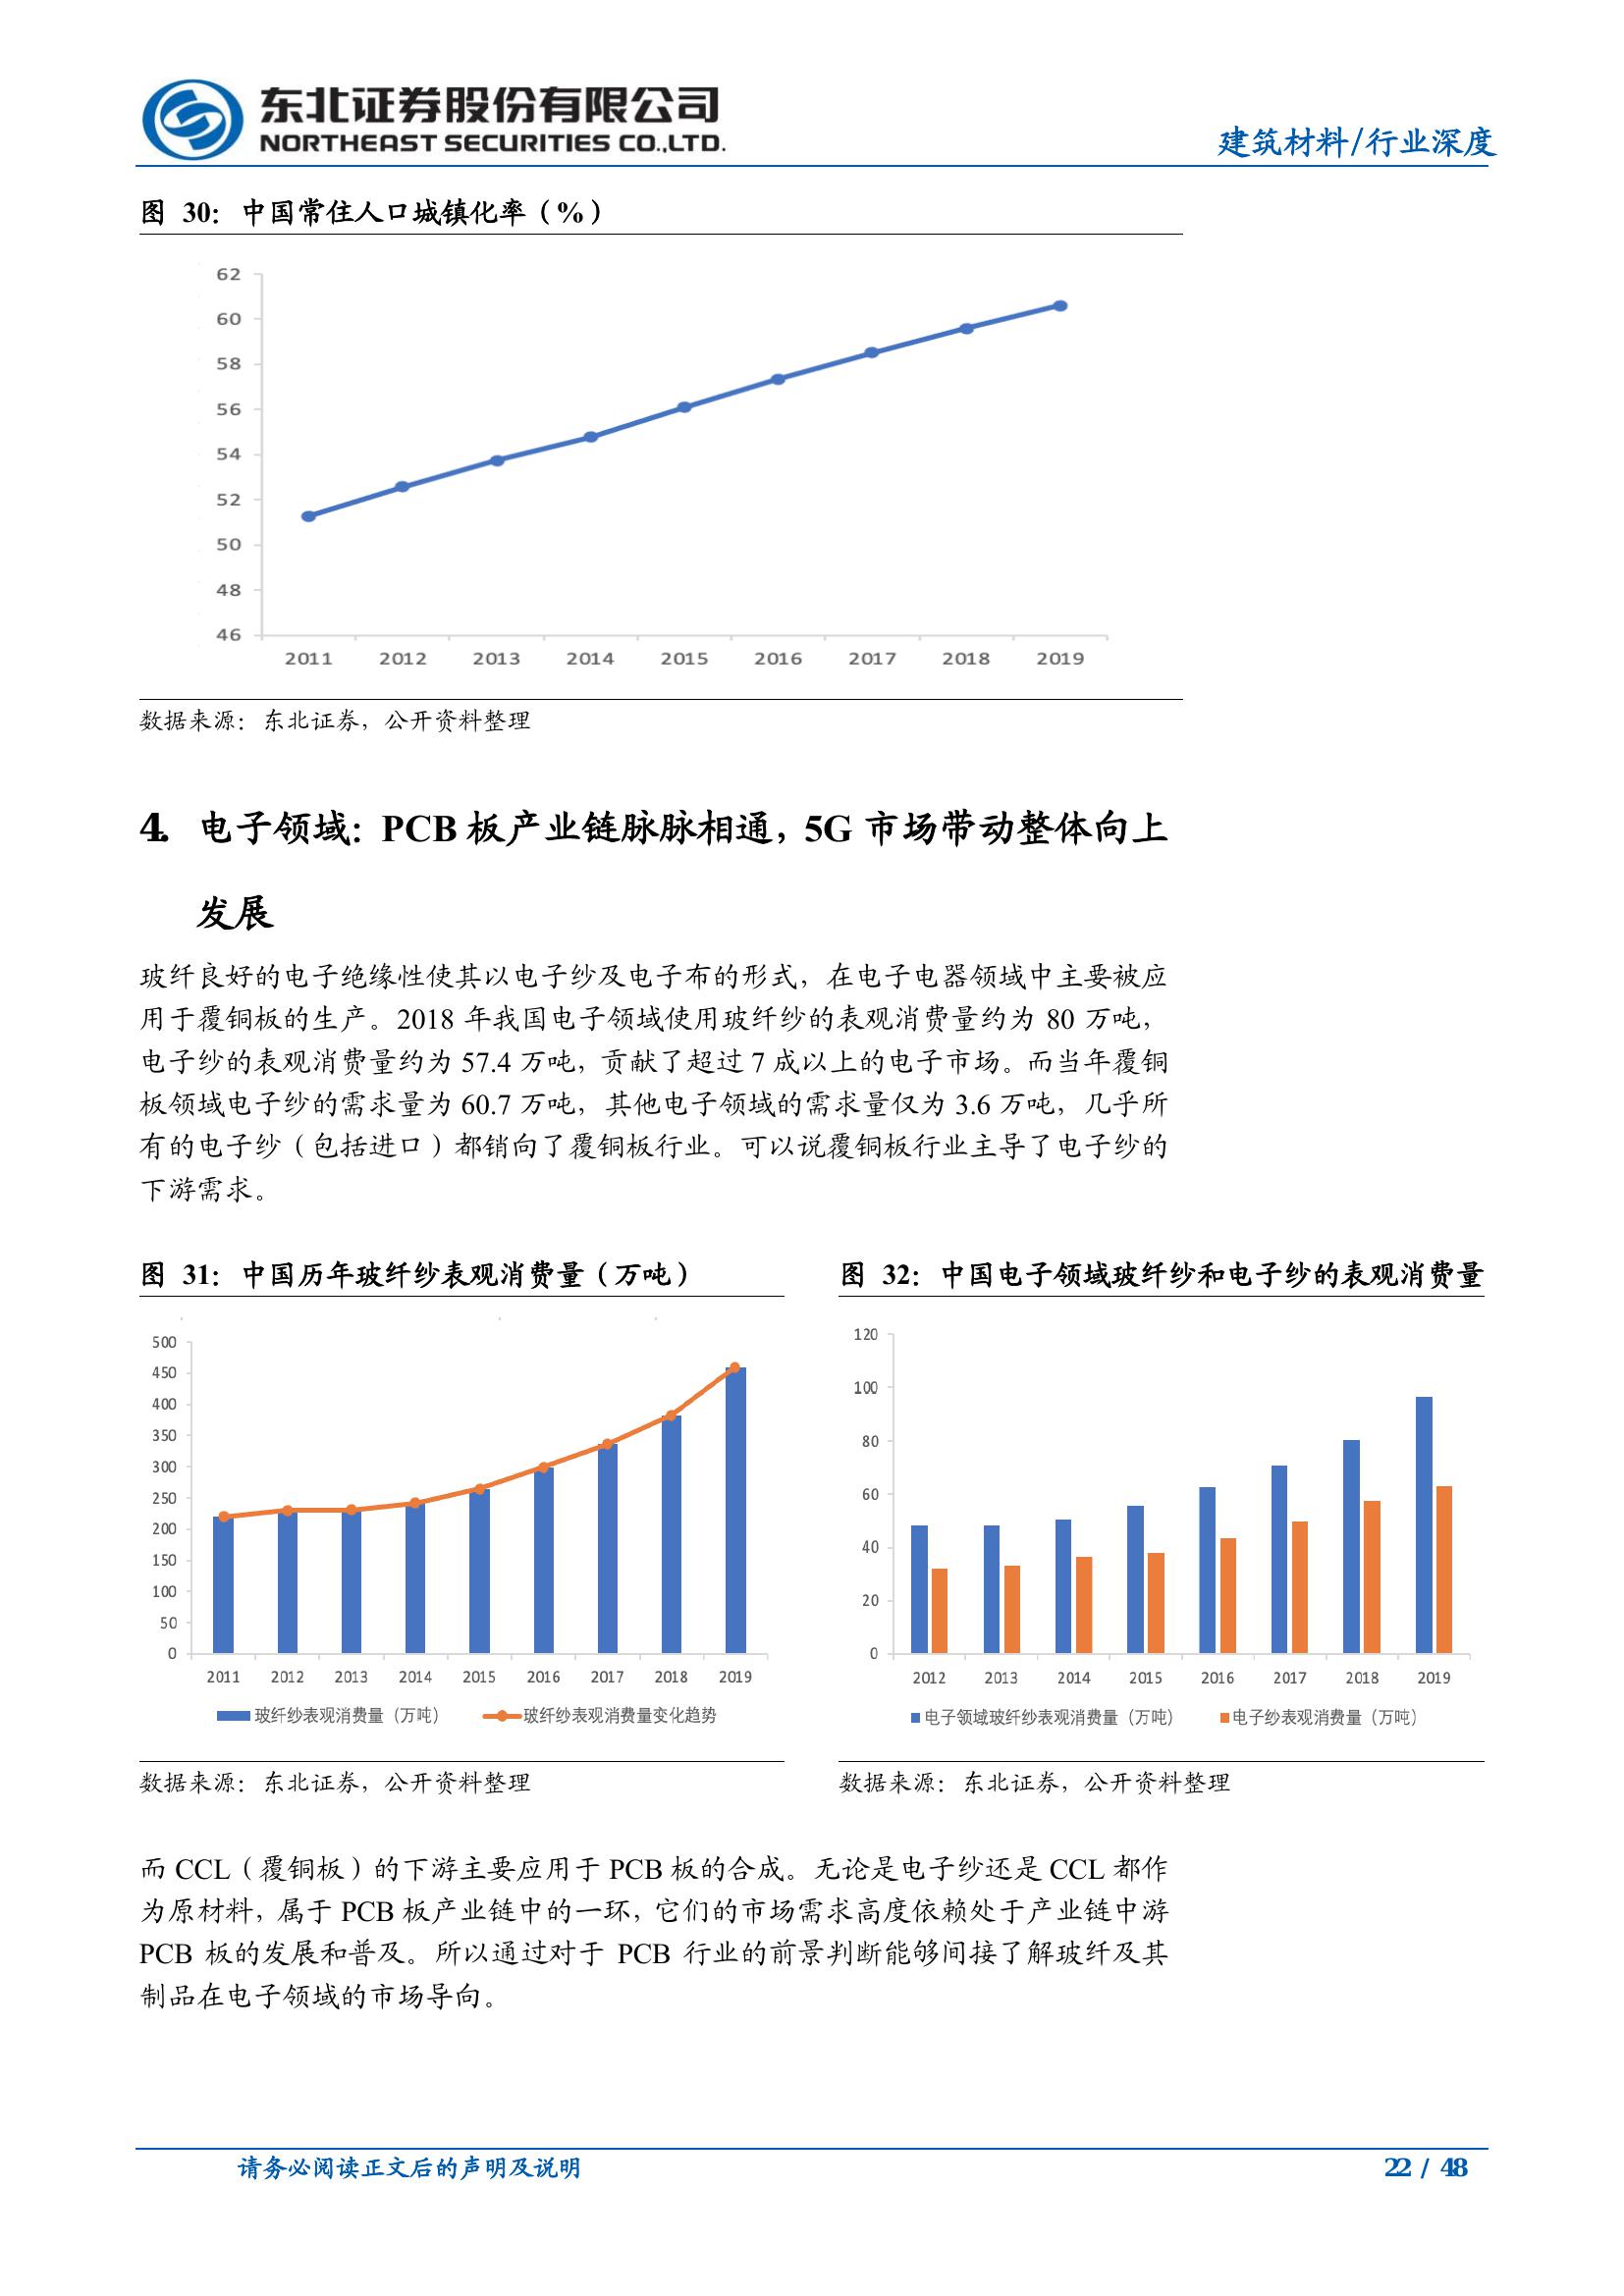 东北证券股份有限公司
NORTHEAST SECURITIES CO.,LTD.
建筑材料/行业深度
图 30：中国常住人口城镇化率（%）
62
60
58
56
54
52
50
48
46
2011 2012 2013 2014 2015 2016 2017 2018 2019
数据来源：东北证券，公开资料整理
4. 电子领域：PCB 板产业链脉脉相通，5G 市场带动整体向上
发展
玻纤良好的电子绝缘性使其以电子纱及电子布的形式，在电子电器领域中主要被应
用于覆铜板的生产。2018 年我国电子领域使用玻纤纱的表观消费量约为 80 万吨，
电子纱的表观消费量约为 57.4 万吨，贡献了超过 7 成以上的电子市场。而当年覆铜
板领域电子纱的需求量为 60.7 万吨，其他电子领域的需求量仅为 3.6 万吨，几乎所
有的电子纱（包括进口）都销向了覆铜板行业。可以说覆铜板行业主导了电子纱的
下游需求。
图 31：中国历年玻纤纱表观消费量（万吨）
500
450
400
350
300
250
200
150
100
50
0
2011 2012 2013 2014 2015 2016 2017 2018 2019
玻纤纱表观消费量（万吨） 玻纤纱表观消费量变化趋势
数据来源：东北证券，公开资料整理
图 32：中国电子领域玻纤纱和电子纱的表观消费量
120
100
80
60
40
20
0
2012 2013 2014 2015 2016 2017 2018 2019
电子领域玻纤纱表观消费量（万吨） 电子纱表观消费量（万吨）
数据来源：东北证券，公开资料整理
而 CCL（覆铜板）的下游主要应用于 PCB 板的合成。无论是电子纱还是 CCL 都作
为原材料，属于 PCB 板产业链中的一环，它们的市场需求高度依赖处于产业链中游
PCB 板的发展和普及。所以通过对于 PCB 行业的前景判断能够间接了解玻纤及其
制品在电子领域的市场导向。
请务必阅读正文后的声明及说明
22 / 48